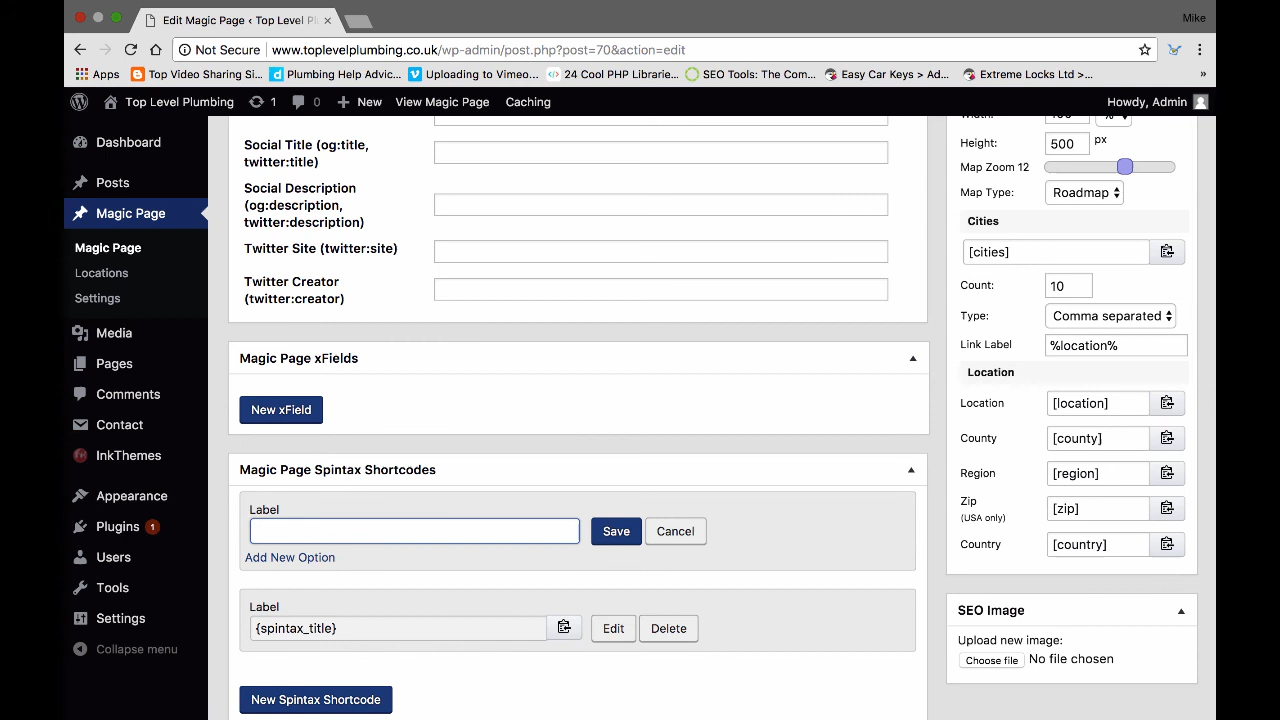 Edit Magic Page ‹ Top Level Pl
Mike
Not Secure
www.toplevelplumbing.co.uk/wp-admin/post.php?post=70&action=edit
Apps
Top Video Sharing Si...
Plumbing Help Advic...
Uploading to Vimeo...
24 Cool PHP Librarie...
SEO Tools: The Com...
Easy Car Keys > Ad...
Extreme Locks Ltd >...
»
Top Level Plumbing
1
0
New
View Magic Page
Caching
Howdy, Admin
Dashboard
Posts
Magic Page
Magic Page
Locations
Settings
Media
Pages
Comments
Contact
InkThemes
Appearance
Plugins 1
Users
Tools
Settings
Collapse menu
Social Title (og:title,
twitter:title)
Social Description
(og:description,
twitter:description)
Twitter Site (twitter:site)
Twitter Creator
(twitter:creator)
Magic Page xFields
New xField
Magic Page Spintax Shortcodes
Label
Save
Cancel
Add New Option
Label
{spintax_title}
Edit
Delete
New Spintax Shortcode
Width:
%
Height:
500
px
Map Zoom 12
Map Type:
Roadmap
Cities
[cities]
Count:
10
Type:
Comma separated
Link Label
%location%
Location
Location
[location]
County
[county]
Region
[region]
Zip
(USA only)
[zip]
Country
[country]
SEO Image
Upload new image:
Choose file
No file chosen